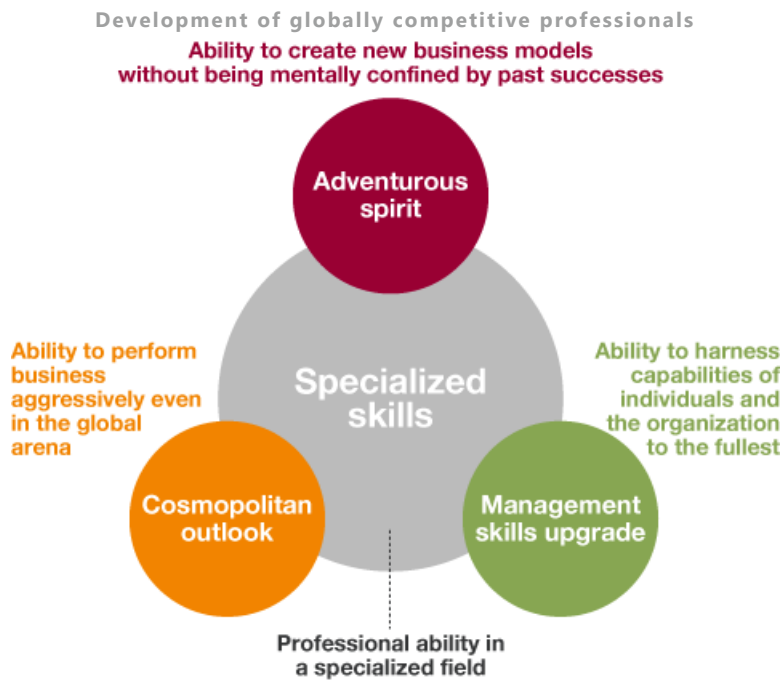 Development of globally competitive professionals
Ability to create new business models
without being mentally confined by past successes
Adventurous
spirit
Ability to perform
business
aggressively even
in the global
arena
Specialized
skills
Ability to harness
capabilities of
individuals and
the organization
to the fullest
Cosmopolitan
outlook
Management
skills upgrade
Professional ability in
a specialized field